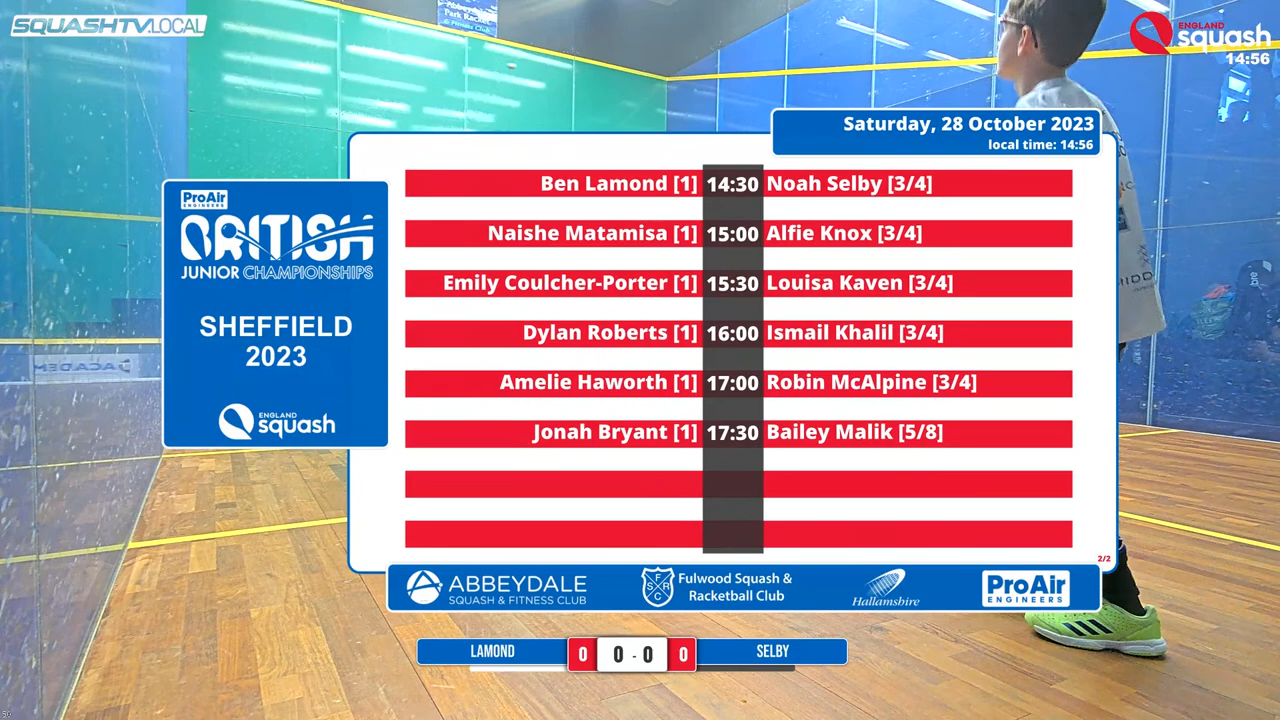 SQUASHTV.LOCAL
Park Racket
ENGLAND
squash
14:56
Saturday, 28 October 2023
local time: 14:56
ProAir
ENGINEERS
BRITISH
JUNIOR CHAMPIONSHIPS
SHEFFIELD
2023
ENGLAND
squash
Ben Lamond [1] 14:30 Noah Selby [3/4]
Naishe Matamisa [1] 15:00 Alfie Knox [3/4]
Emily Coulcher-Porter [1] 15:30 Louisa Kaven [3/4]
Dylan Roberts [1] 16:00 Ismail Khalil [3/4]
Amelie Haworth [1] 17:00 Robin McAlpine [3/4]
Jonah Bryant [1] 17:30 Bailey Malik [5/8]
2/2
ABBEYDALE
SQUASH & FITNESS CLUB
FSRC
Fulwood Squash &
Racketball Club
Hallamshire
ProAir
ENGINEERS
LAMOND 0 0 - 0 0 SELBY